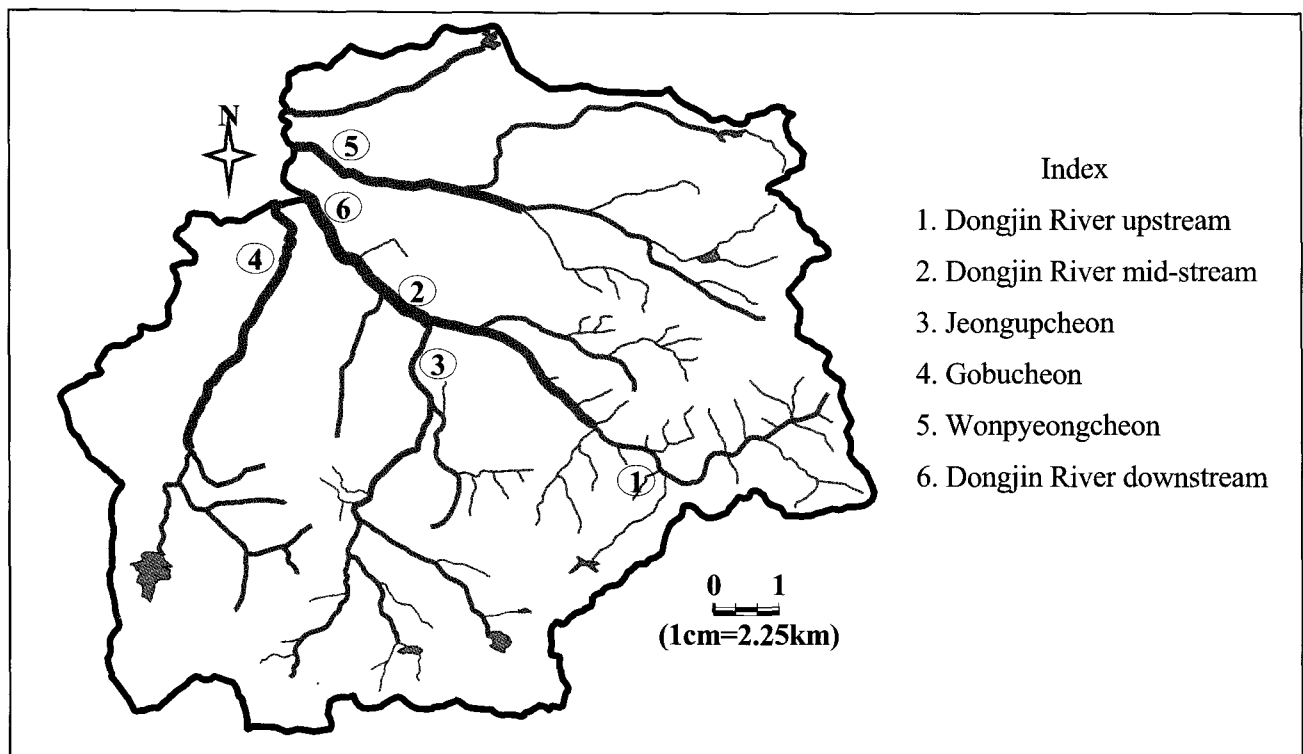 N
5
6
4
2
3
1
0 1
(1cm=2.25km)
Index
1. Dongjin River upstream
2. Dongjin River mid-stream
3. Jeongupcheon
4. Gobucheon
5. Wonpyeongcheon
6. Dongjin River downstream